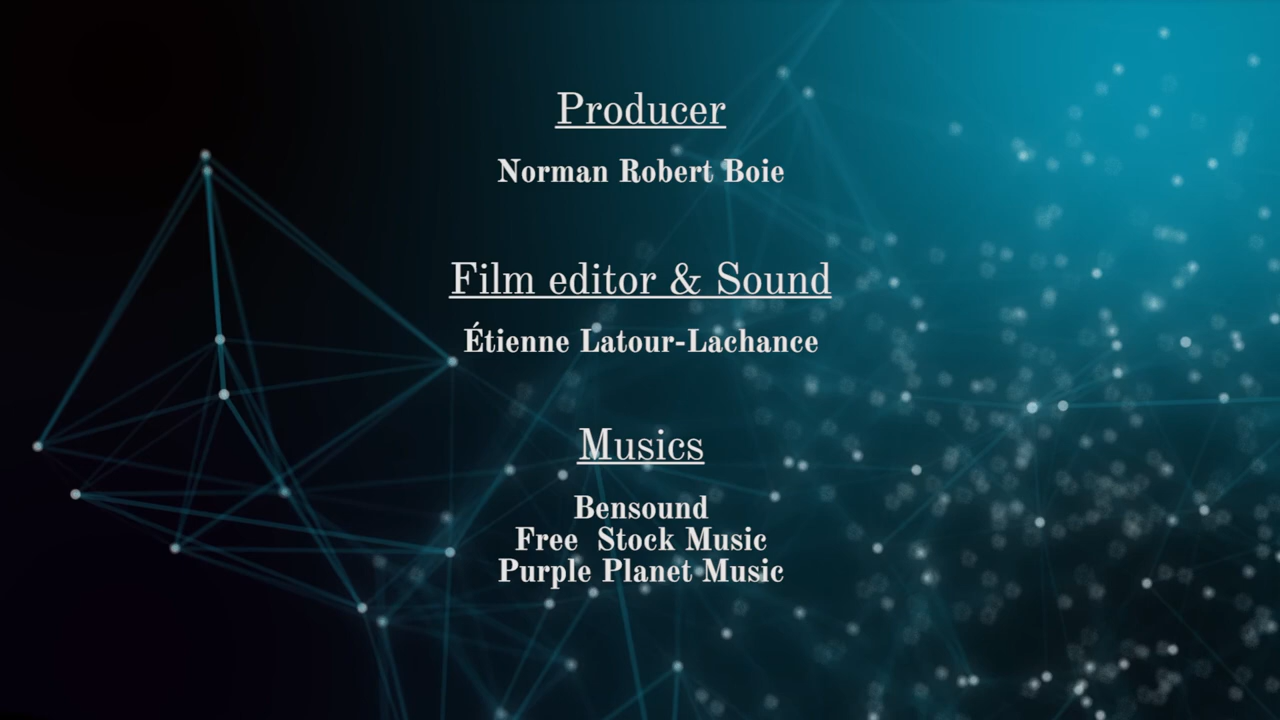 Producer
Norman Robert Boie
Film editor & Sound
Étienne Latour-Lachance
Musics
Bensound
Free  Stock Music
Purple Planet Music